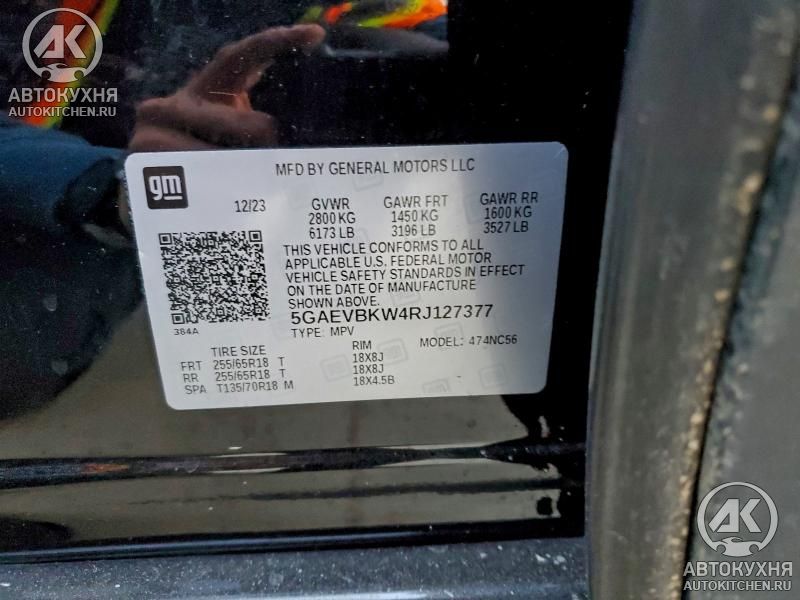 AK
АВТОКУХНЯ
AUTOKITCHEN.RU
gm
MFD BY GENERAL MOTORS LLC
12/23 GVWR GAWR FRT GAWR RR
2800 KG 1450 KG 1600 KG
6173 LB 3196 LB 3527 LB
THIS VEHICLE CONFORMS TO ALL
APPLICABLE U.S. FEDERAL MOTOR
VEHICLE SAFETY STANDARDS IN EFFECT
ON THE DATE OF MANUFACTURE
SHOWN ABOVE.
384A
5GAEVBKW4RJ127377
TYPE: MPV
TIRE SIZE RIM MODEL: 474NC56
FRT 255/65R18 T 18X8J
RR 255/65R18 T 18X8J
SPA T135/70R18 M 18X4.5B
AK
АВТОКУХНЯ
AUTOKITCHEN.RU